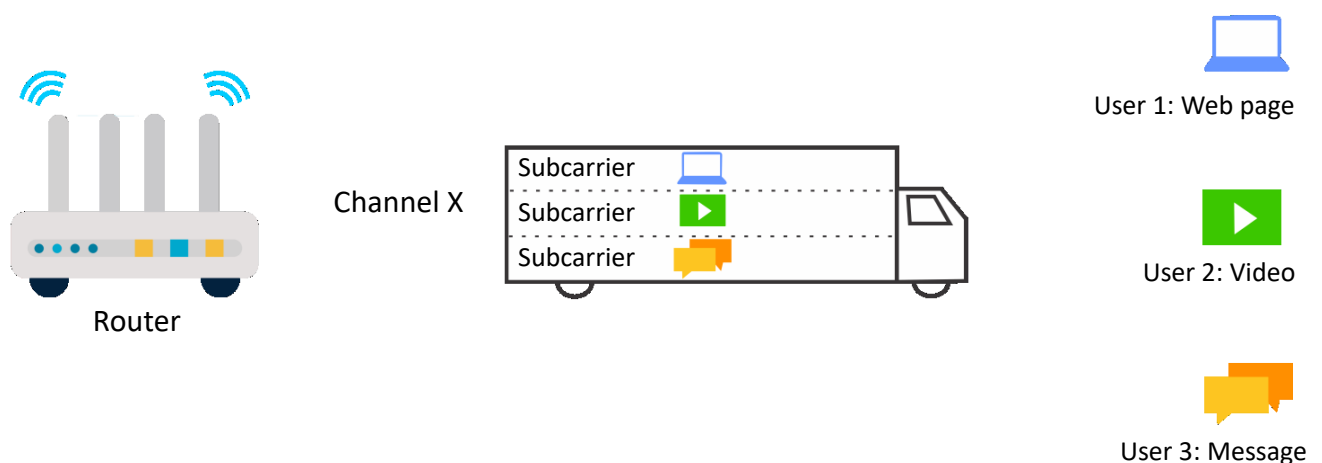 User 1: Web page
Subcarrier
Channel X
Subcarrier
Subcarrier
User 2: Video
Router
User 3: Message